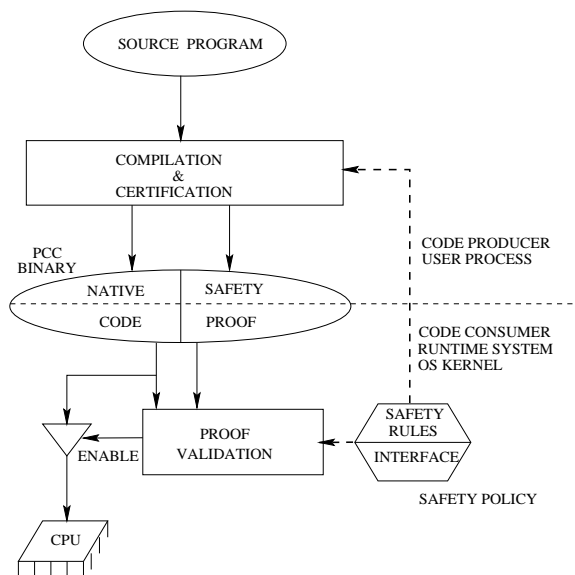 SOURCE PROGRAM
COMPILATION
&
CERTIFICATION
PCC
BINARY
CODE PRODUCER
USER PROCESS
NATIVE
SAFETY
CODE
PROOF
CODE CONSUMER
RUNTIME SYSTEM
OS KERNEL
SAFETY
RULES
INTERFACE
PROOF
VALIDATION
ENABLE
SAFETY POLICY
CPU